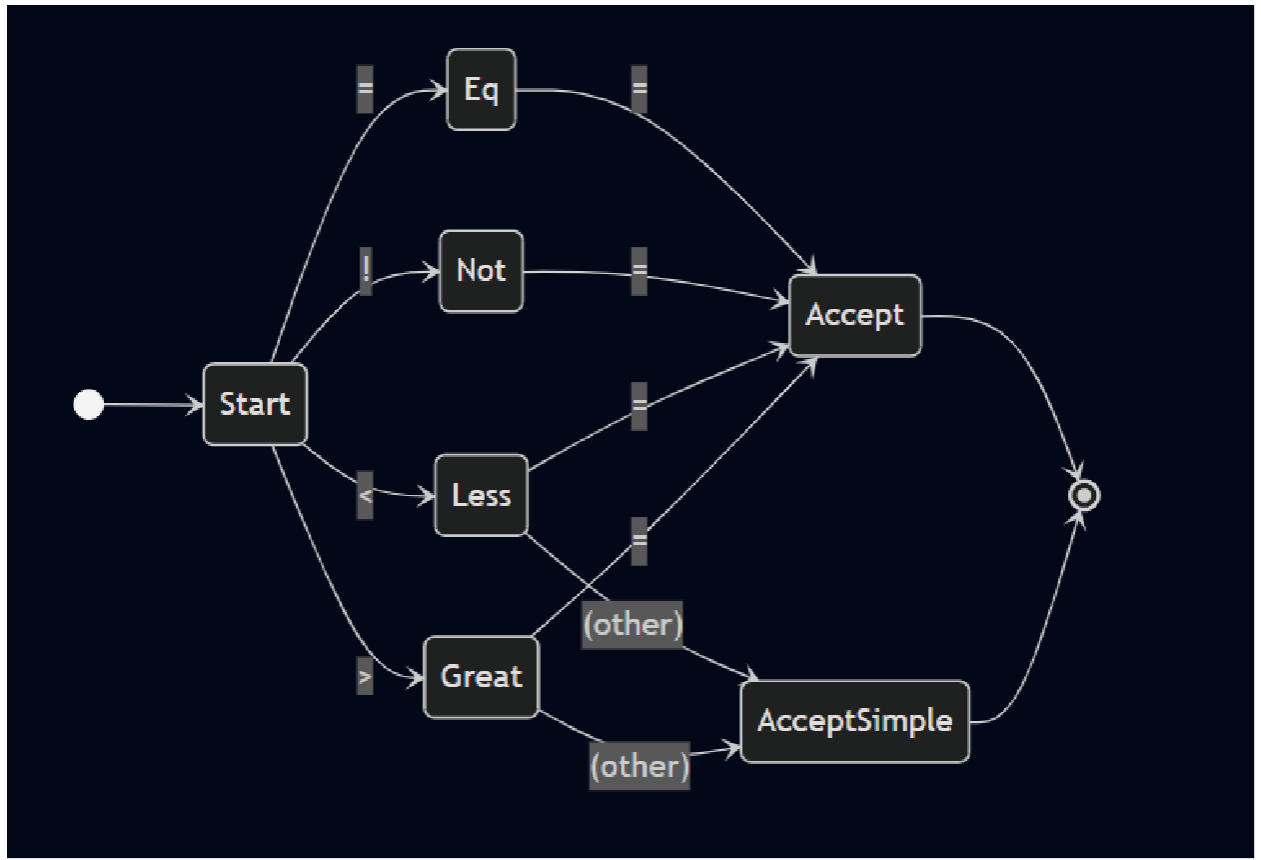 =
Eq
=
!
Not
=
Accept
Start
=
<
Less
=
(other)
>
Great
AcceptSimple
(other)